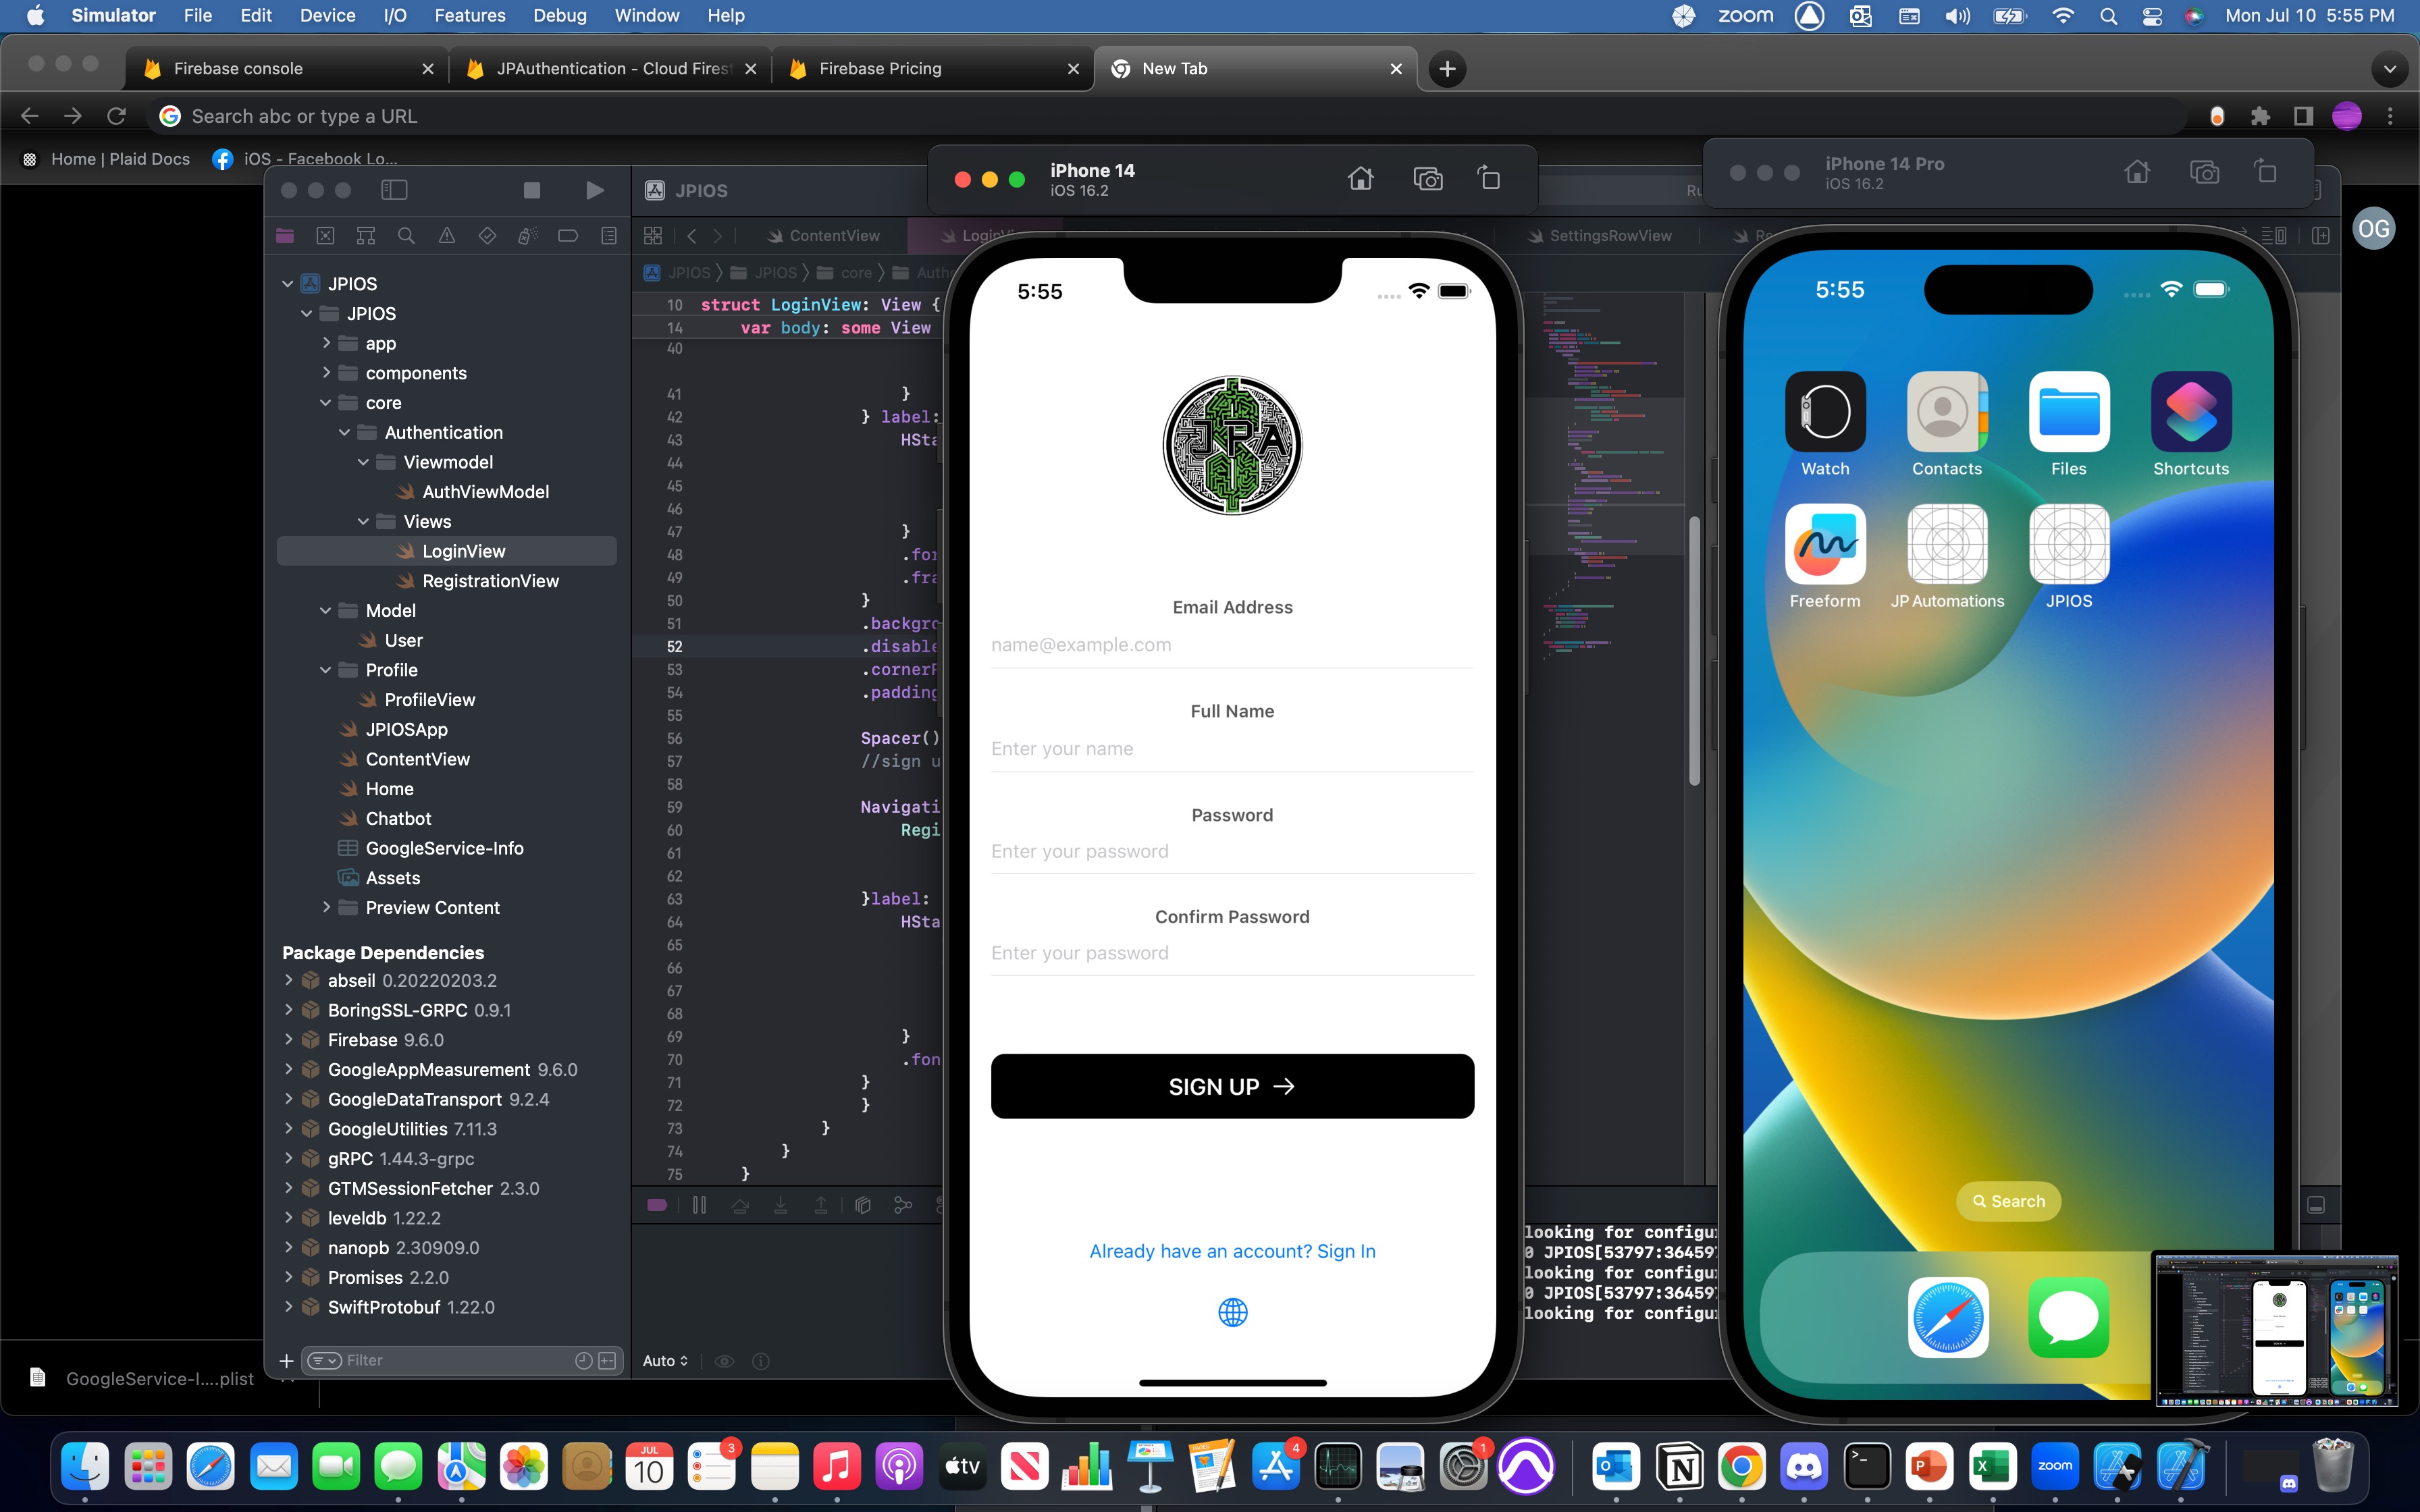 Simulator File Edit Device I/O Features Debug Window Help
zoom Mon Jul 10 5:55 PM
Firebase console
JPAuthentication - Cloud Fires
Firebase Pricing
New Tab
Search abc or type a URL
Home | Plaid Docs
iOS - Facebook Lo...
OG
JPIOS
JPIOS
JPIOS
app
components
core
Authentication
Viewmodel
AuthViewModel
Views
LoginView
RegistrationView
Model
User
Profile
ProfileView
JPIOSApp
ContentView
Home
Chatbot
GoogleService-Info
Assets
Preview Content
Package Dependencies
abseil 0.20220203.2
BoringSSL-GRPC 0.9.1
Firebase 9.6.0
GoogleAppMeasurement 9.6.0
GoogleDataTransport 9.2.4
GoogleUtilities 7.11.3
gRPC 1.44.3-grpc
GTMSessionFetcher 2.3.0
leveldb 1.22.2
nanopb 2.30909.0
Promises 2.2.0
SwiftProtobuf 1.22.0
Filter
ContentView
SettingsRowView
JPIOS JPIOS core
10 struct LoginView: View {
14 var body: some View
40
41 }
42 } label:
43 HSta
44
45
46
47 }
48 .for
49 .fra
50 }
51 .backgro
52 .disable
53 .cornerR
54 .padding
55
56 Spacer()
57 //sign u
58
59 Navigati
60 Regi
61
62
63 }label:
64 HSta
65
66
67
68
69 }
70 .fon
71 }
72 }
73 }
74 }
75 }
Auto
looking for configu
0 JPIOS[53797:36459
looking for configu
0 JPIOS[53797:36459
looking for configu
iPhone 14
iOS 16.2
5:55
JPA
Email Address
name@example.com
Full Name
Enter your name
Password
Enter your password
Confirm Password
Enter your password
SIGN UP
Already have an account? Sign In
iPhone 14 Pro
iOS 16.2
5:55
Watch Contacts Files Shortcuts
Freeform JP Automations JPIOS
Search
GoogleService-I....plist
JUL
10
3
tv
4
1
zoom